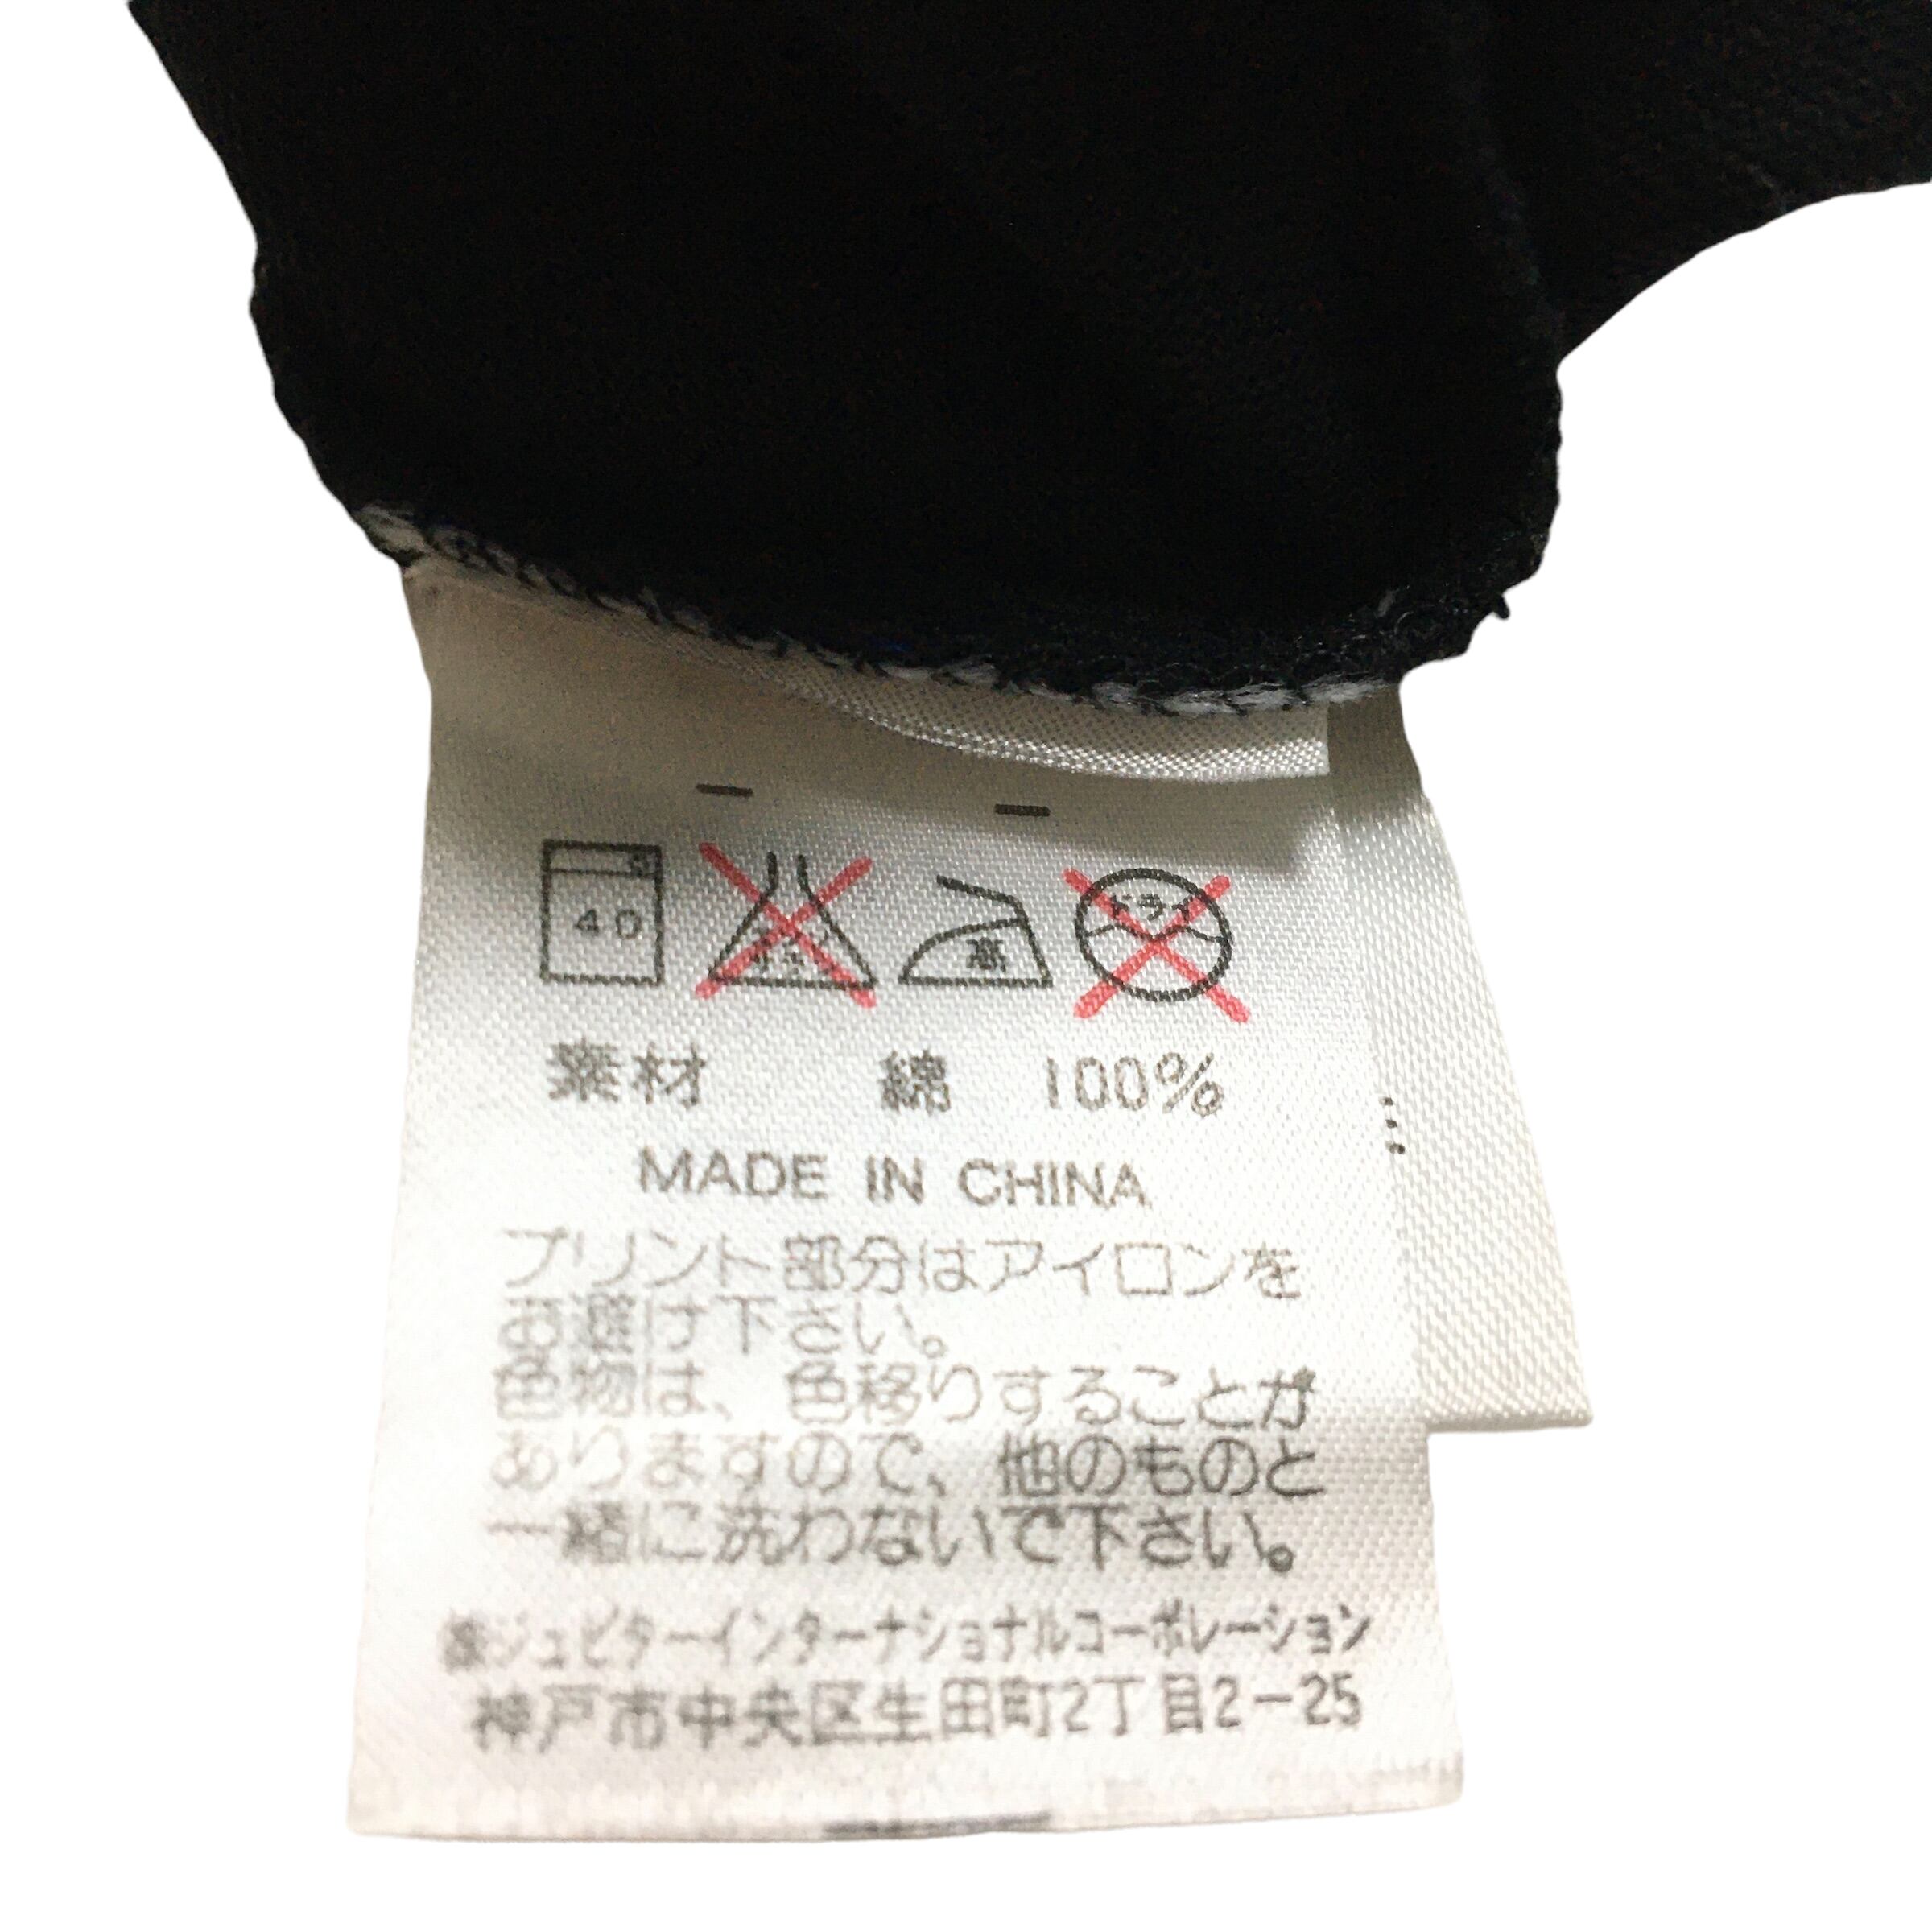 40
高
ドライ
素材 綿 100%
MADE IN CHINA
プリント部分はアイロンを
お避け下さい。
色物は、色移りすることが
ありますので、他のものと
一緒に洗わないで下さい。
㈱ジュピターインターナショナルコーポレーション
神戸市中央区生田町2丁目2-25